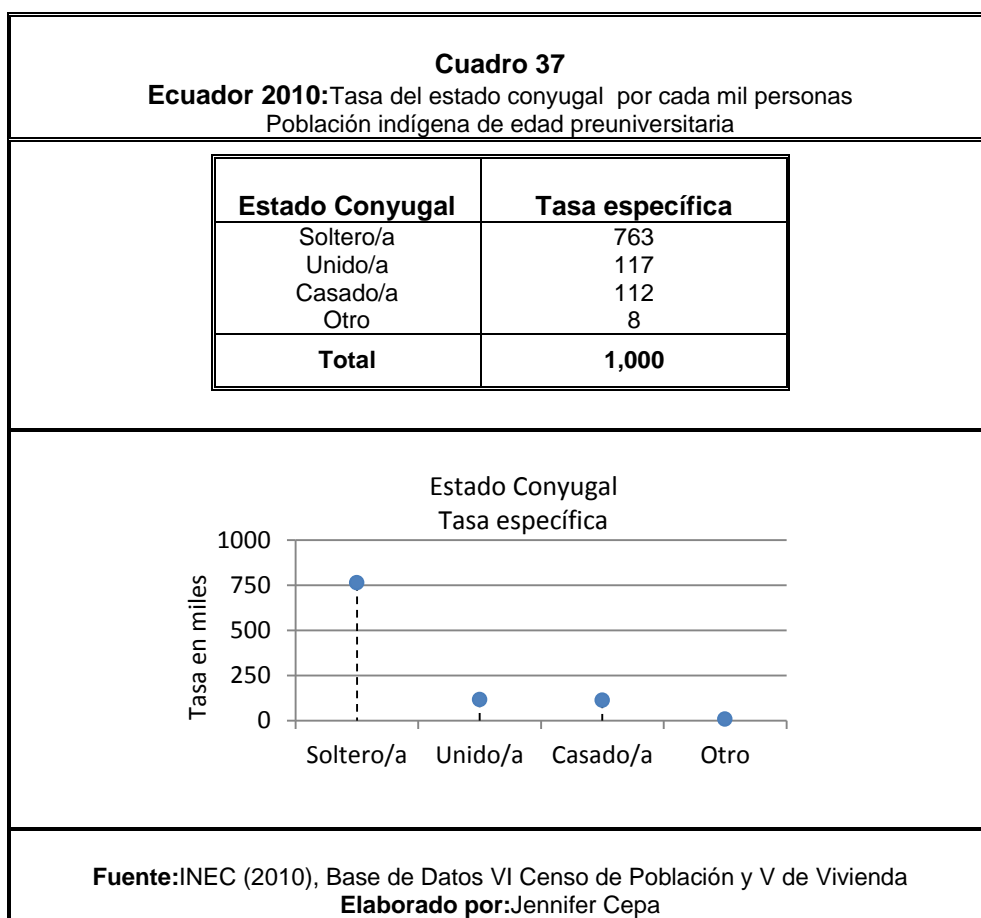 Cuadro 37
Ecuador 2010:Tasa del estado conyugal por cada mil personas
Población indígena de edad preuniversitaria
Estado Conyugal Tasa específica
Soltero/a 763
Unido/a 117
Casado/a 112
Otro 8
Total 1,000
Estado Conyugal
Tasa específica
Tasa en miles
1000
750
500
250
0
Soltero/a Unido/a Casado/a Otro
Fuente:INEC (2010), Base de Datos VI Censo de Población y V de Vivienda
Elaborado por:Jennifer Cepa